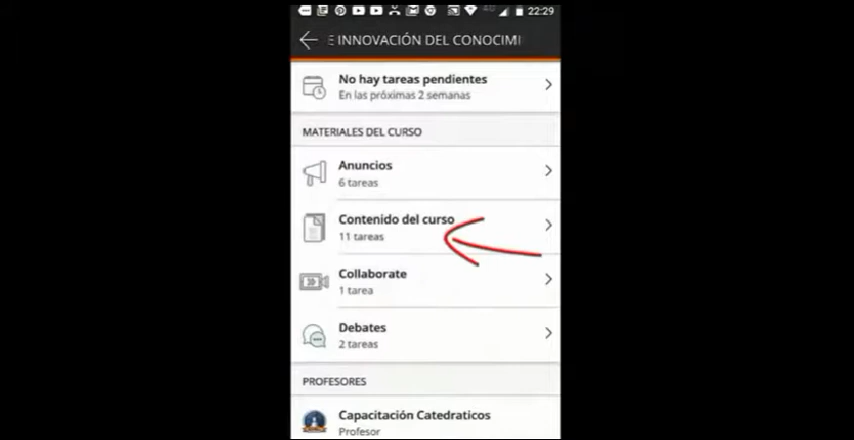 22:29
E INNOVACIÓN DEL CONOCIMI
No hay tareas pendientes
En las próximas 2 semanas
MATERIALES DEL CURSO
Anuncios
6 tareas
Contenido del curso
11 tareas
Collaborate
1 tarea
Debates
2 tareas
PROFESORES
Capacitación Catedraticos
Profesor